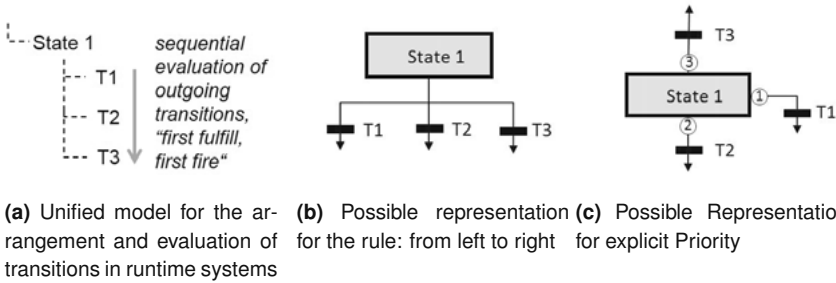 State 1
T1
T2
T3
sequential
evaluation of
outgoing
transitions,
"first fulfill,
first fire"
State 1
T1
T2
T3
T3
3
State 1
1
T1
2
T2
(a) Unified model for the ar-
rangement and evaluation of
transitions in runtime systems
(b) Possible representation
for the rule: from left to right
(c) Possible Representatio
for explicit Priority